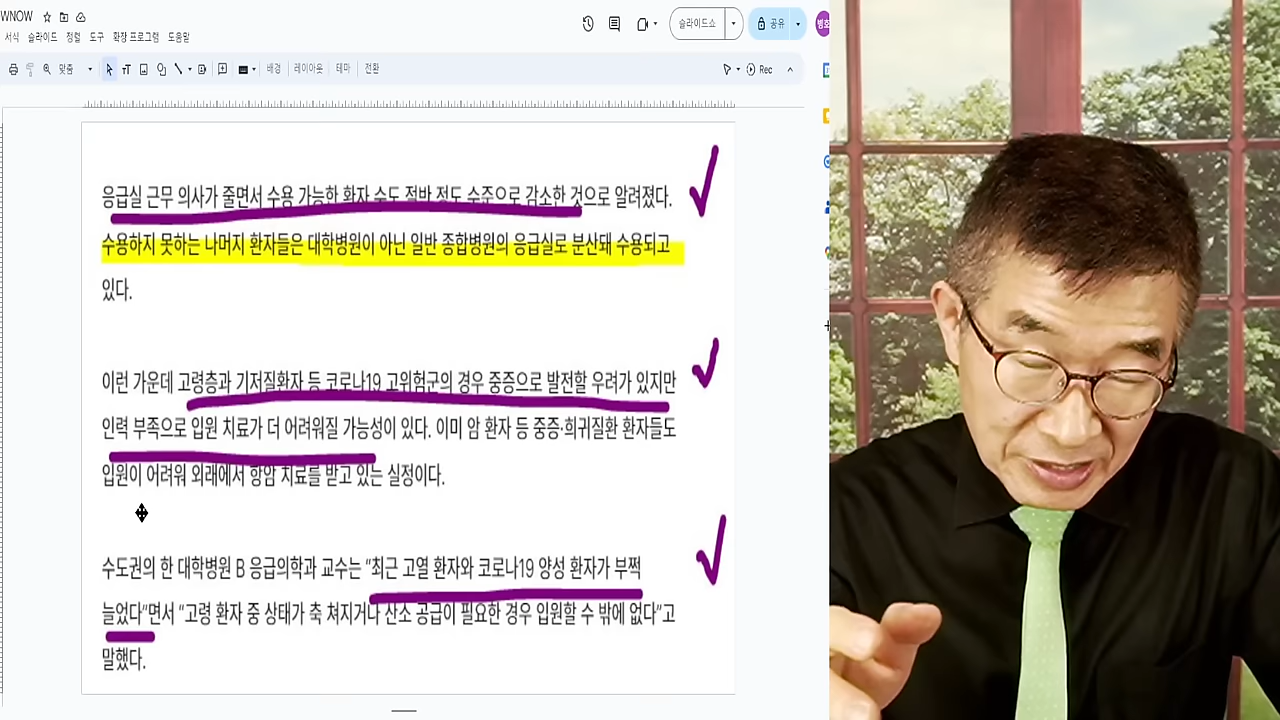 WNOW
서식 슬라이드 정렬 도구 확장 프로그램 도움말
슬라이드쇼
공유
병호
맞춤
배경 레이아웃 테마 전환
Rec
응급실 근무 의사가 줄면서 수용 가능한 환자 수도 절반 정도 수준으로 감소한 것으로 알려졌다.
수용하지 못하는 나머지 환자들은 대학병원이 아닌 일반 종합병원의 응급실로 분산돼 수용되고
있다.
이런 가운데 고령층과 기저질환자 등 코로나19 고위험군의 경우 중증으로 발전할 우려가 있지만
인력 부족으로 입원 치료가 더 어려워질 가능성이 있다. 이미 암 환자 등 중증·희귀질환 환자들도
입원이 어려워 외래에서 항암 치료를 받고 있는 실정이다.
수도권의 한 대학병원 B 응급의학과 교수는 “최근 고열 환자와 코로나19 양성 환자가 부쩍
늘었다”면서 “고령 환자 중 상태가 축 쳐지거나 산소 공급이 필요한 경우 입원할 수 밖에 없다”고
말했다.